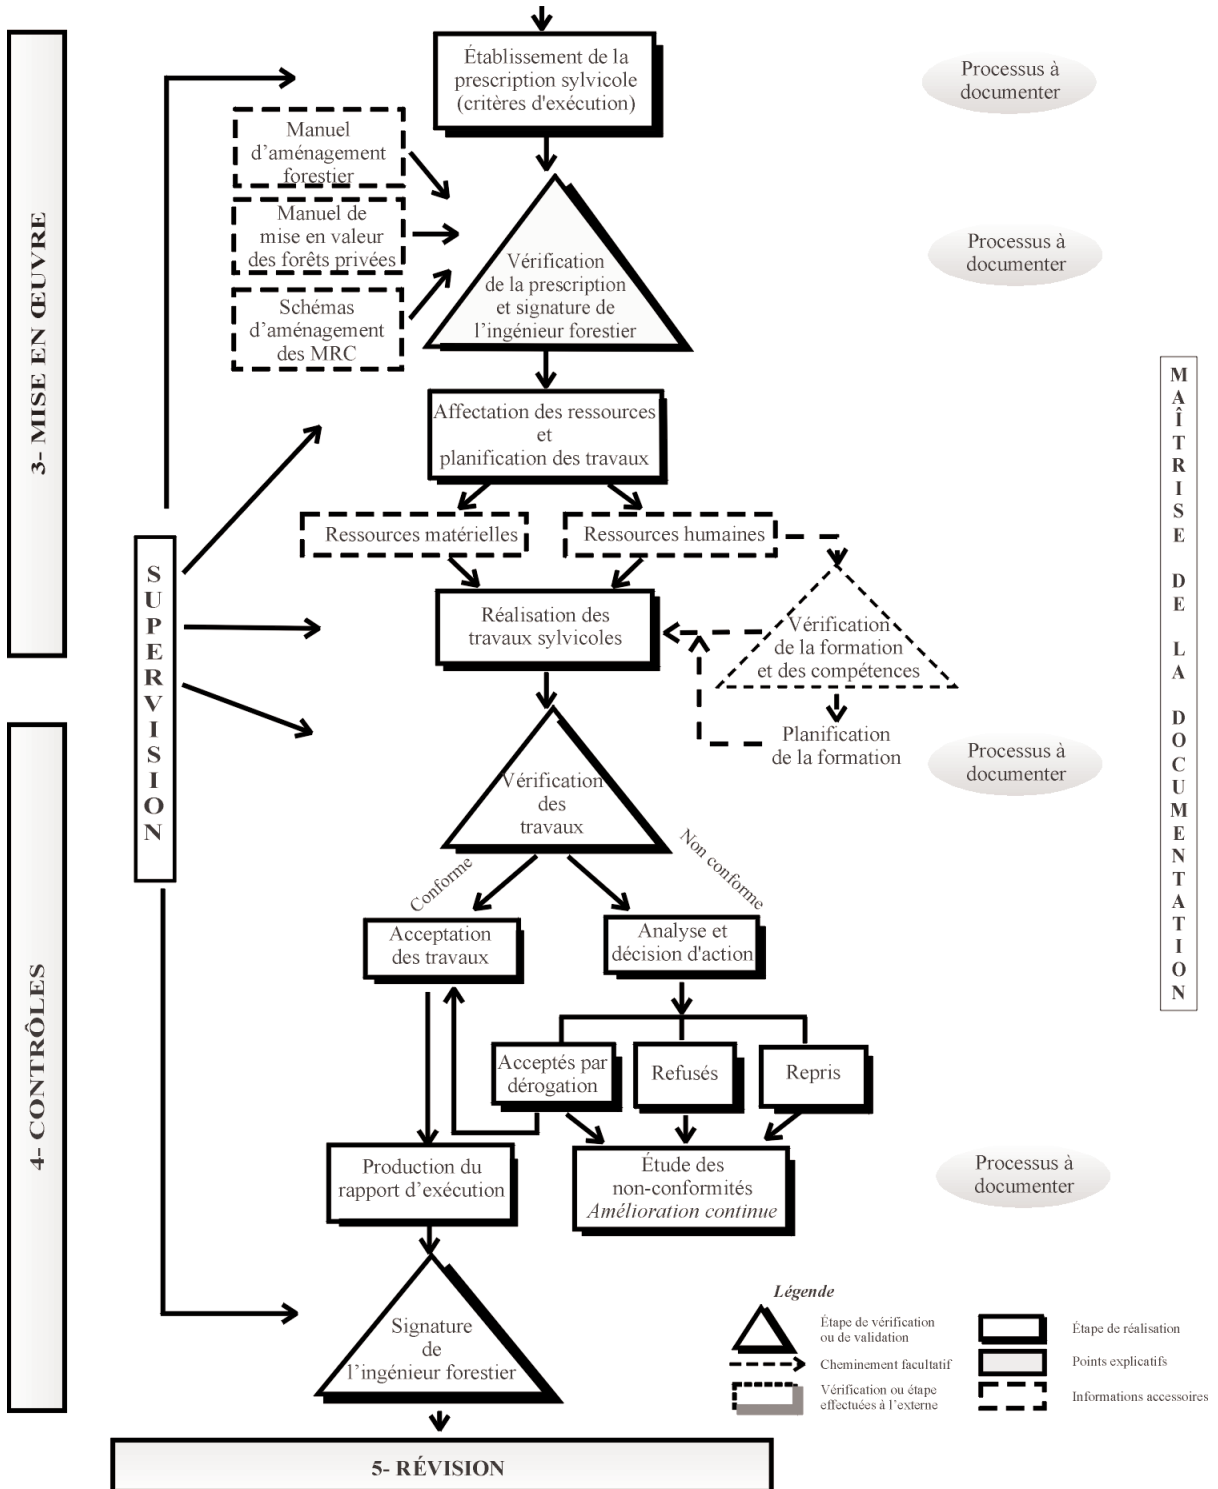 Établissement de la
prescription sylvicole
(critères d'exécution)
Processus à
documenter
Manuel
d'aménagement
forestier
Manuel de
mise en valeur
des forêts privées
Schémas
d'aménagement
des MRC
Vérification
de la prescription
et signature de
l'ingénieur forestier
Processus à
documenter
3- MISE EN ŒUVRE
Affectation des ressources
et
planification des travaux
Ressources matérielles
Ressources humaines
SUPERVISION
Réalisation des
travaux sylvicoles
Vérification
de la formation
et des compétences
Planification
de la formation
Processus à
documenter
MAÎTRISE DE LA DOCUMENTATION
Vérification
des
travaux
Conforme
Non conforme
4- CONTRÔLES
Acceptation
des travaux
Analyse et
décision d'action
Acceptés par
dérogation
Refusés
Repris
Production du
rapport d'exécution
Étude des
non-conformités
Amélioration continue
Processus à
documenter
Signature
de
l'ingénieur forestier
Légende
Étape de vérification
ou de validation
Cheminement facultatif
Vérification ou étape
effectuées à l'externe
Étape de réalisation
Points explicatifs
Informations accessoires
5- RÉVISION